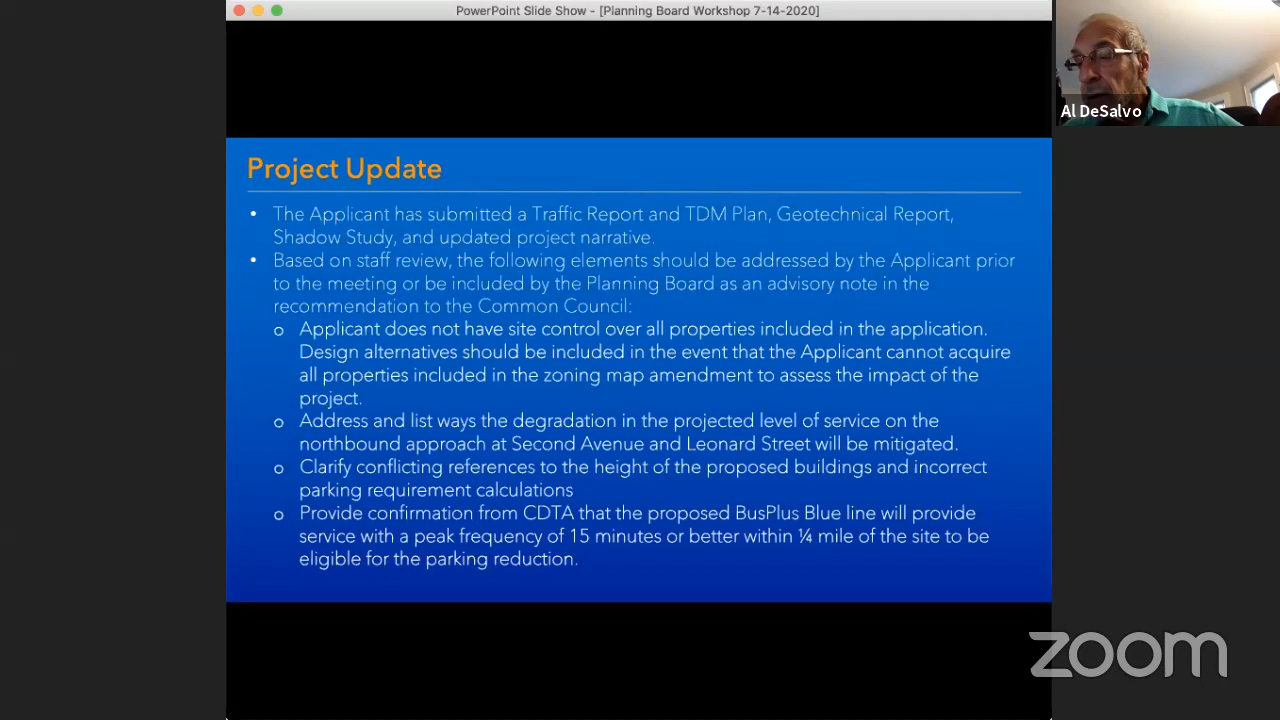 PowerPoint Slide Show - [Planning Board Workshop 7-14-2020]
Al DeSalvo
Project Update
• The Applicant has submitted a Traffic Report and TDM Plan, Geotechnical Report,
Shadow Study, and updated project narrative.
• Based on staff review, the following elements should be addressed by the Applicant prior
to the meeting or be included by the Planning Board as an advisory note in the
recommendation to the Common Council:
o Applicant does not have site control over all properties included in the application.
Design alternatives should be included in the event that the Applicant cannot acquire
all properties included in the zoning map amendment to assess the impact of the
project.
o Address and list ways the degradation in the projected level of service on the
northbound approach at Second Avenue and Leonard Street will be mitigated.
o Clarify conflicting references to the height of the proposed buildings and incorrect
parking requirement calculations
o Provide confirmation from CDTA that the proposed BusPlus Blue line will provide
service with a peak frequency of 15 minutes or better within ¼ mile of the site to be
eligible for the parking reduction.
zoom